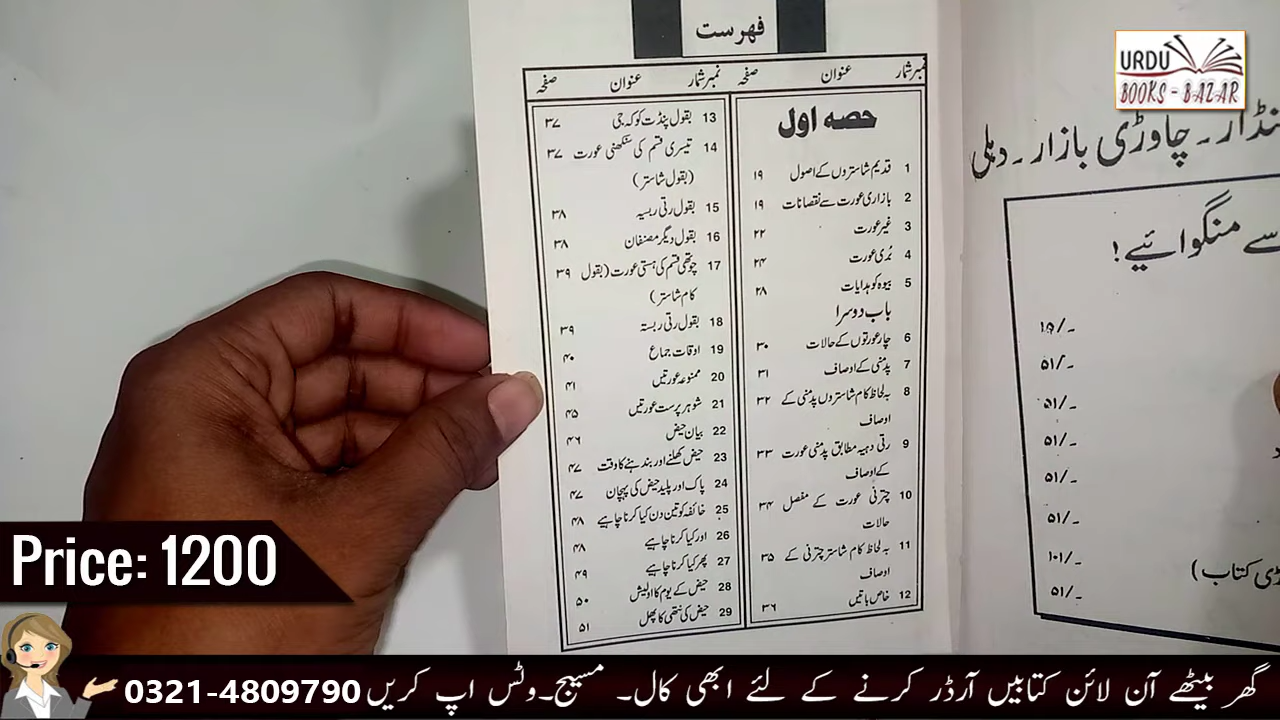 فہرست
نمبر شمار عنوان صفحہ
حصہ اول
1 قدیم شاستروں کے اصول ۱۹
2 بازاری عورت سے نقصانات ۱۹
3 غیر عورت ۲۲
4 بُری عورت ۲۴
5 بیوہ کو ہدایات ۲۸
باب دوسرا
6 چار عورتوں کے حالات ۳۰
7 پدمنی کے اوصاف ۳۱
8 بہ لحاظ کام شاستروں پدمنی کے ۳۲
اوصاف
9 رتی دہیہ مطابق پدمنی عورت ۳۳
کے اوصاف
10 چترنی عورت کے مفصل ۳۴
حالات
11 بہ لحاظ کام شاستر چترنی کے ۳۵
اوصاف
12 خاص باتیں ۳۶
نمبر شمار عنوان صفحہ
13 بقول پنڈت کوکہ جی ۳۷
14 تیسری قسم کی سنکھنی عورت ۳۷
(بقول شاستر)
15 بقول رتی رہسیہ ۳۸
16 بقول دیگر مصنفان ۳۸
17 چوتھی قسم کی ہستی عورت (بقول ۳۹
کام شاستر)
18 بقول رتی ربستہ ۳۹
19 اوقات جماع ۴۰
20 ممنوعہ عورتیں ۴۱
21 شوہر پرست عورتیں ۴۵
22 بیان حیض ۴۶
23 حیض کھلنے اور بند ہنے کا وقت ۴۷
24 پاک اور پلید حیض کی پہچان ۴۷
25 حائفہ کو تین دن کیا کرنا چاہیے ۴۸
26 اور کیا کرنا چاہیے ۴۸
27 پھر کیا کرنا چاہیے ۴۹
28 حیض کے یوم کا اولیش ۵۰
29 حیض کی نتھی کا پھل ۵۱
URDU
BOOKS - BAZAR
نڈار۔ چاوڑی بازار۔ دہلی
سے منگوائیے!
۱۵/-
۵۱/-
۵۱/-
۵۱/-
۵۱/-
۵۱/-
۱۰۱/-
ڑی کتاب)
۵۱/-
Price: 1200
گھر بیٹھے آن لائن کتابیں آرڈر کرنے کے لئے ابھی کال۔ مسیج۔وٹس اپ کریں 0321-4809790